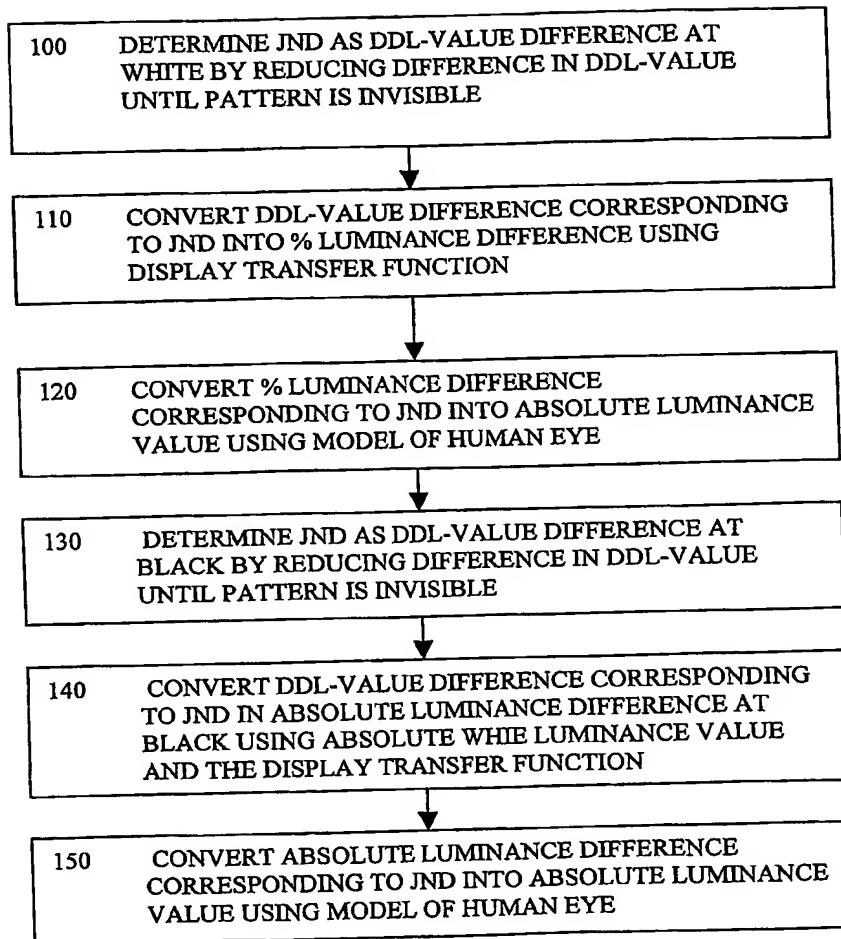 100 DETERMINE JND AS DDL-VALUE DIFFERENCE AT
WHITE BY REDUCING DIFFERENCE IN DDL-VALUE
UNTIL PATTERN IS INVISIBLE
110 CONVERT DDL-VALUE DIFFERENCE CORRESPONDING
TO JND INTO % LUMINANCE DIFFERENCE USING
DISPLAY TRANSFER FUNCTION
120 CONVERT % LUMINANCE DIFFERENCE
CORRESPONDING TO JND INTO ABSOLUTE LUMINANCE
VALUE USING MODEL OF HUMAN EYE
130 DETERMINE JND AS DDL-VALUE DIFFERENCE AT
BLACK BY REDUCING DIFFERENCE IN DDL-VALUE
UNTIL PATTERN IS INVISIBLE
140 CONVERT DDL-VALUE DIFFERENCE CORRESPONDING
TO JND IN ABSOLUTE LUMINANCE DIFFERENCE AT
BLACK USING ABSOLUTE WHIE LUMINANCE VALUE
AND THE DISPLAY TRANSFER FUNCTION
150 CONVERT ABSOLUTE LUMINANCE DIFFERENCE
CORRESPONDING TO JND INTO ABSOLUTE LUMINANCE
VALUE USING MODEL OF HUMAN EYE